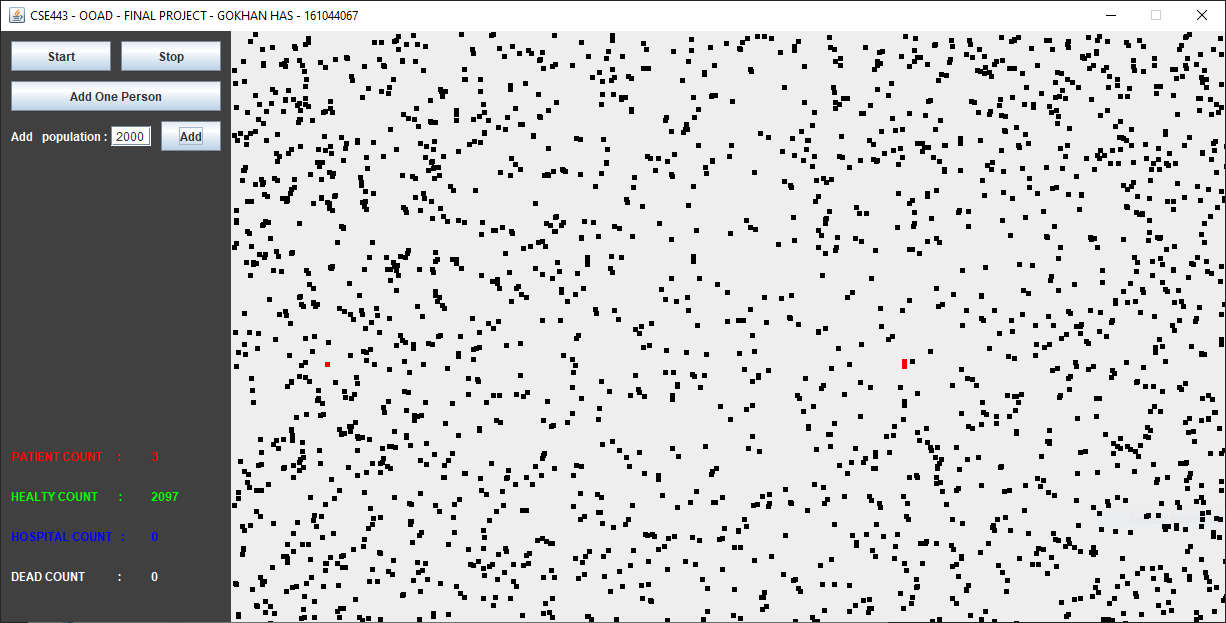 CSE443 - OOAD - FINAL PROJECT - GOKHAN HAS - 161044067
Start Stop
Add One Person
Add population : 2000 Add
PATIENT COUNT : 3
HEALTY COUNT : 2097
HOSPITAL COUNT : 0
DEAD COUNT : 0